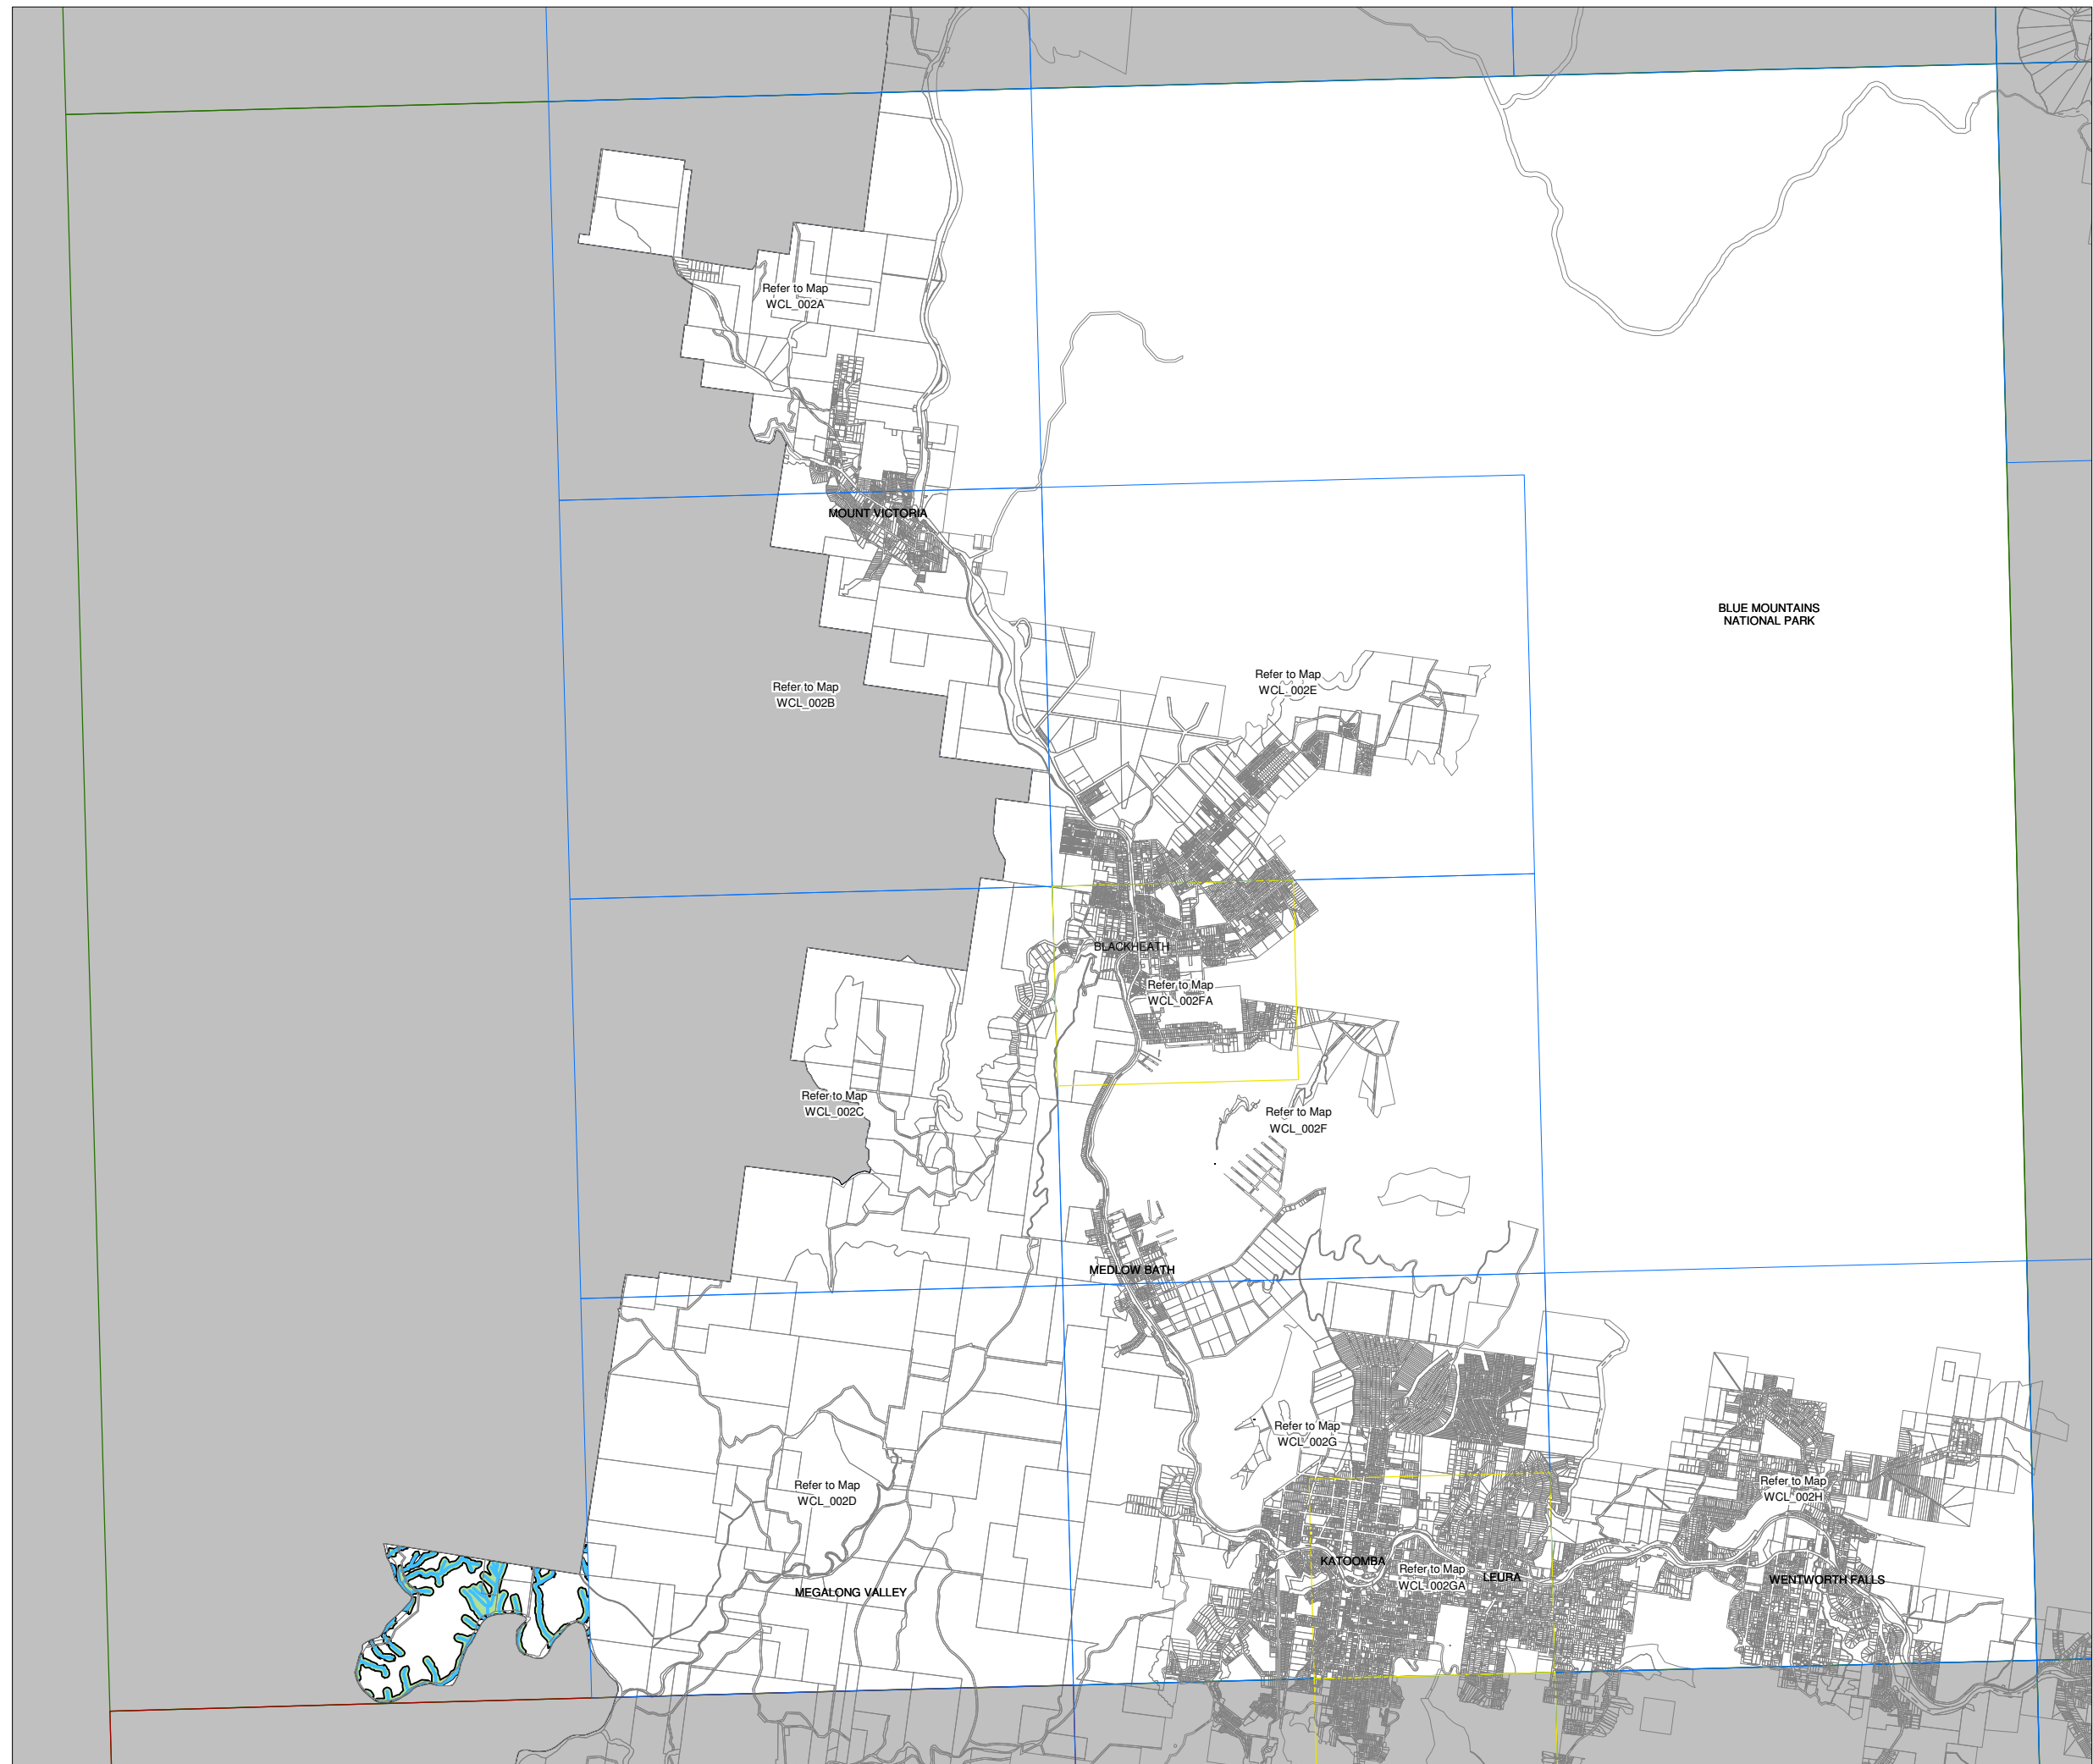 Refer to Map
WCL_002A
MOUNT VICTORIA
BLUE MOUNTAINS
NATIONAL PARK
Refer to Map
WCL_002E
Refer to Map
WCL_002B
BLACKHEATH
Refer to Map
WCL_002FA
Refer to Map
WCL_002C
Refer to Map
WCL_002F
MEDLOW BATH
Refer to Map
WCL_002G
Refer to Map
WCL_002D
Refer to Map
WCL_002H
KATOOMBA
Refer to Map
WCL_002GA
LEURA
WENTWORTH FALLS
MEGALONG VALLEY